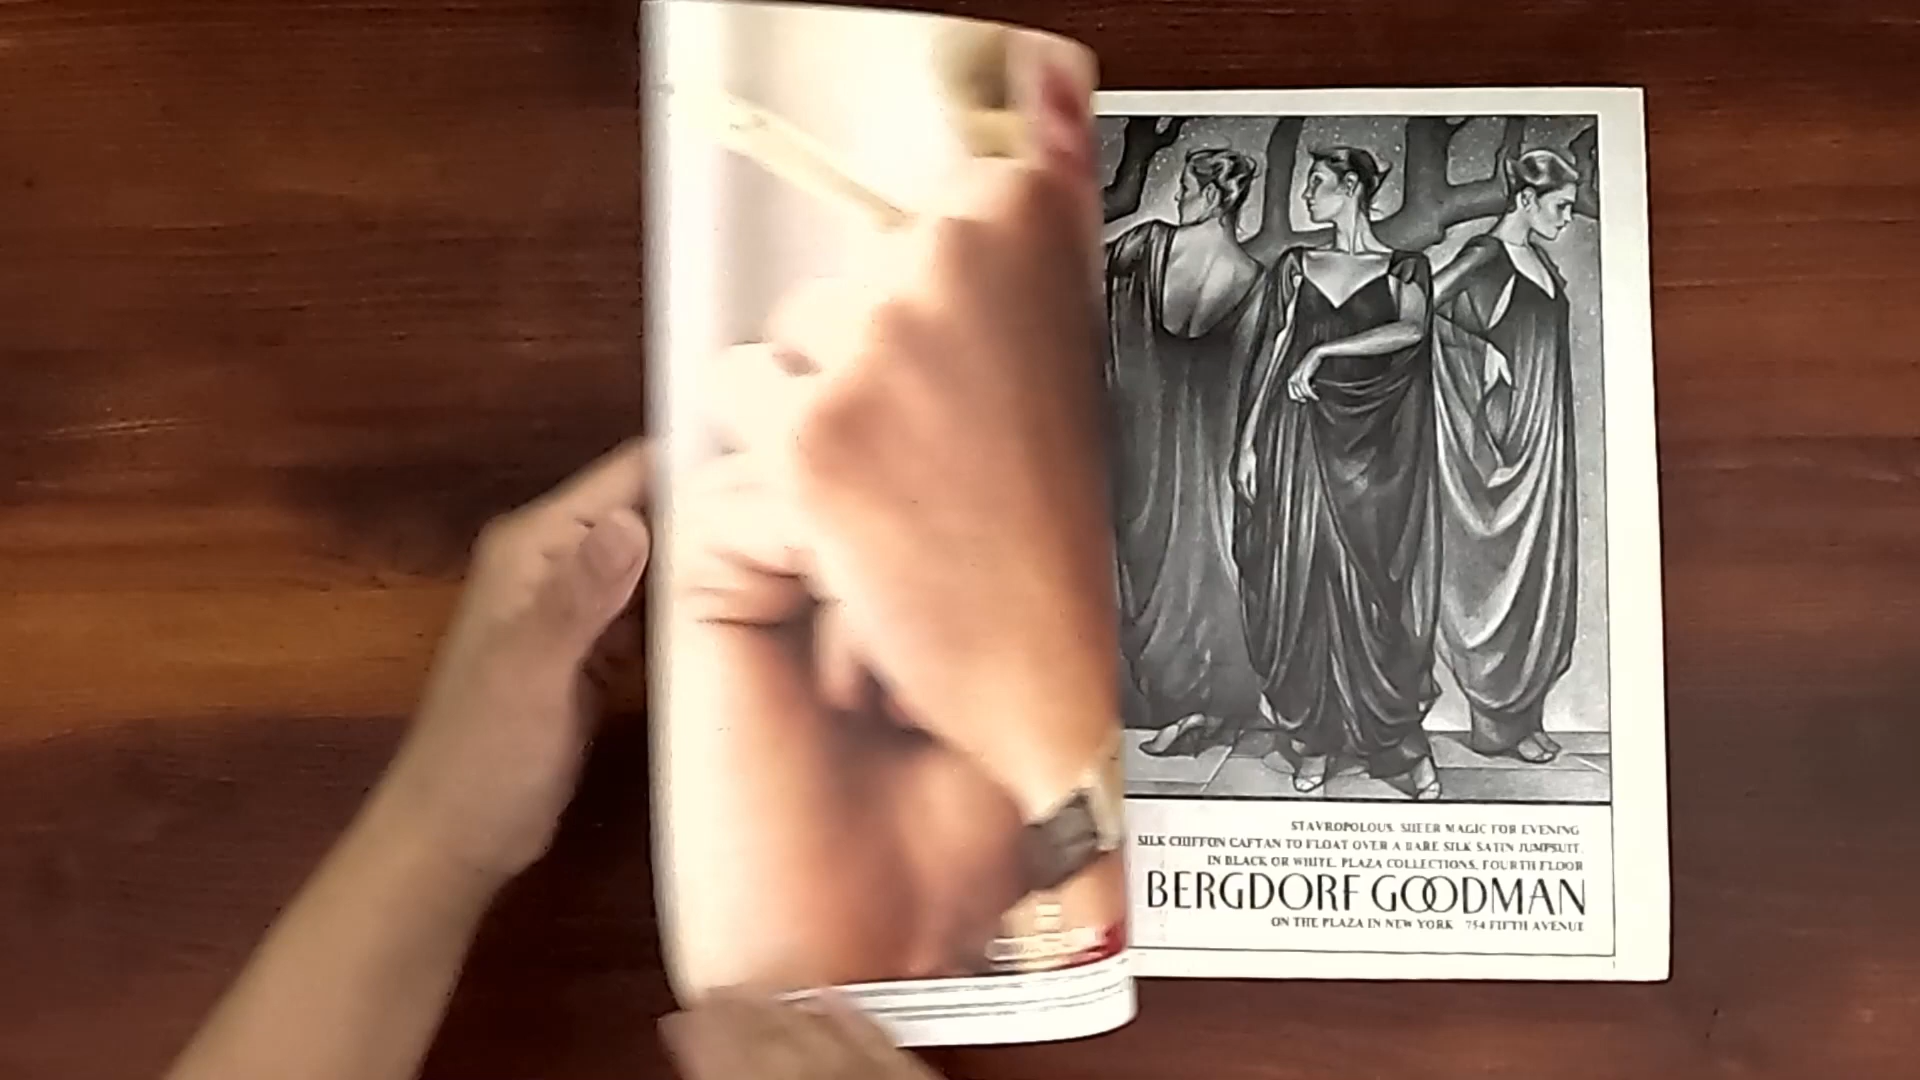 STAVROPOLOUS. SHEER MAGIC FOR EVENING
SILK CHIFFON CAFTAN TO FLOAT OVER A BARE SILK SATIN JUMPSUIT.
IN BLACK OR WHITE. PLAZA COLLECTIONS, FOURTH FLOOR
BERGDORF GOODMAN
ON THE PLAZA IN NEW YORK 754 FIFTH AVENUE